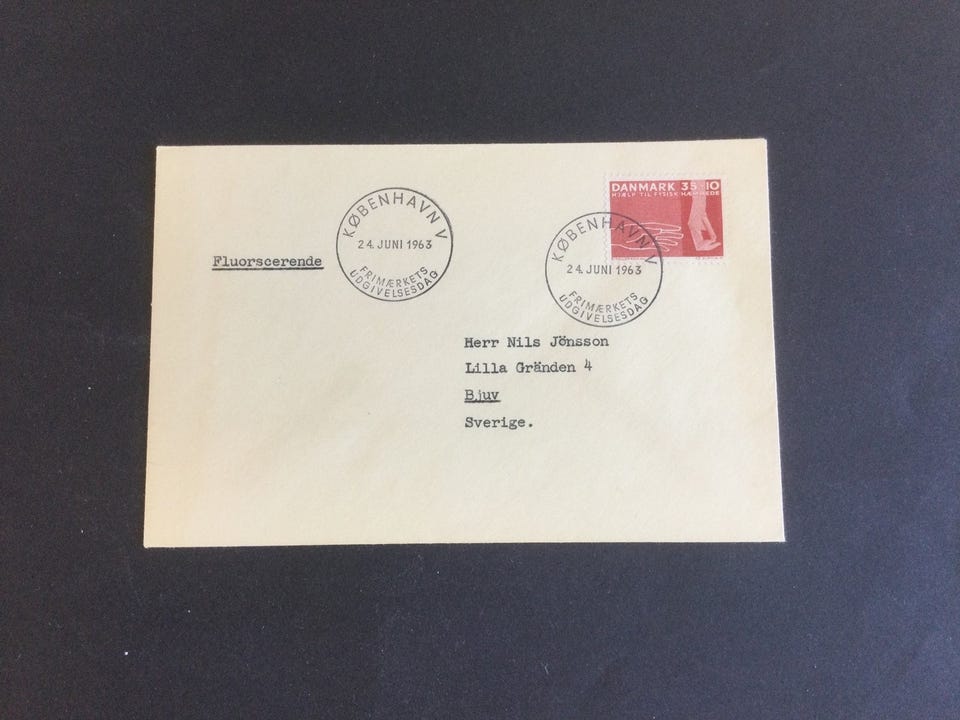 DANMARK 35+10
HJÆLP TIL FYSISK HÆMMEDE
KØBENHAVN V
24. JUNI 1963
FRIMÆRKETS
UDGIVELSESDAG
KØBENHAVN V
24. JUNI 1963
FRIMÆRKETS
UDGIVELSESDAG
Fluorscerende
Herr Nils Jönsson
Lilla Gränden 4
Bjuv
Sverige.